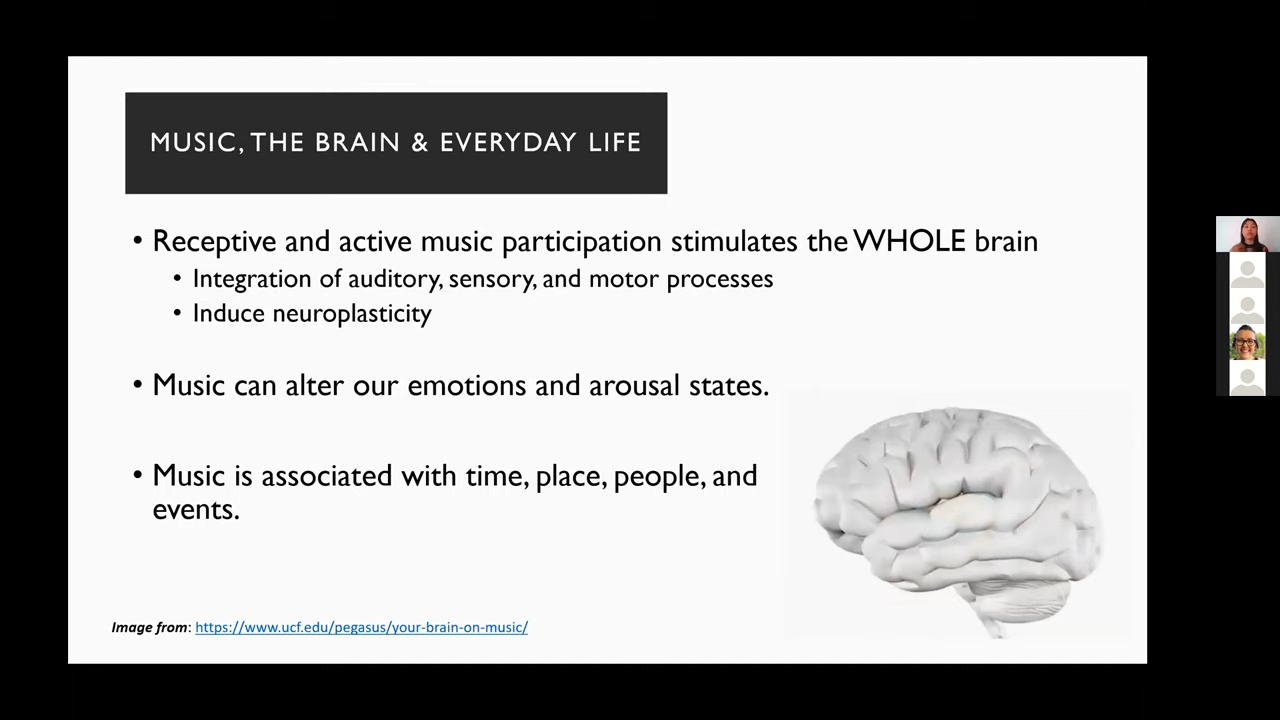 MUSIC, THE BRAIN & EVERYDAY LIFE
• Receptive and active music participation stimulates the WHOLE brain
• Integration of auditory, sensory, and motor processes
• Induce neuroplasticity
• Music can alter our emotions and arousal states.
• Music is associated with time, place, people, and
events.
Image from: https://www.ucf.edu/pegasus/your-brain-on-music/